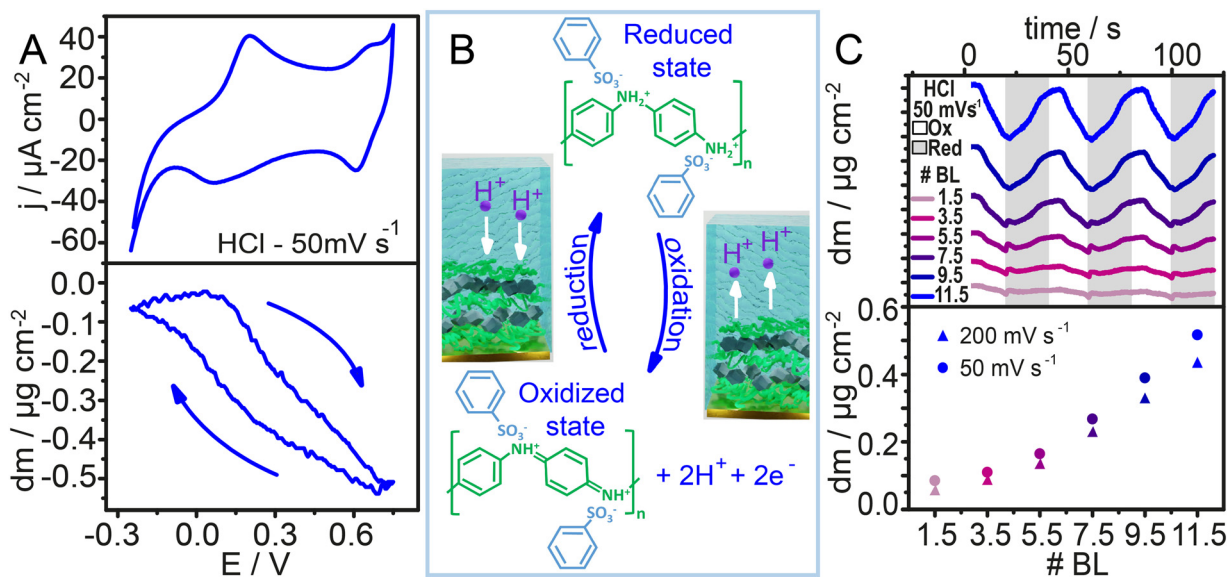 A
40
20
0
-20
-40
-60
j / µA cm⁻²
HCl - 50mV s⁻¹
0.0
-0.1
-0.2
-0.3
-0.4
-0.5
dm / µg cm⁻²
-0.3 0.0 0.3 0.6
E / V
B
Reduced
state
SO₃⁻
NH₂⁺
NH₂⁺
SO₃⁻
n
H⁺
H⁺
H⁺
H⁺
reduction
oxidation
Oxidized
state
SO₃⁻
NH⁺
NH⁺
n
SO₃⁻
+ 2H⁺ + 2e⁻
C
time / s
0 50 100
HCl
50 mVs⁻¹
Ox
Red
# BL
1.5
3.5
5.5
7.5
9.5
11.5
dm / µg cm⁻²
0.6
0.4
0.2
0.0
dm / µg cm⁻²
200 mV s⁻¹
50 mV s⁻¹
1.5 3.5 5.5 7.5 9.5 11.5
# BL